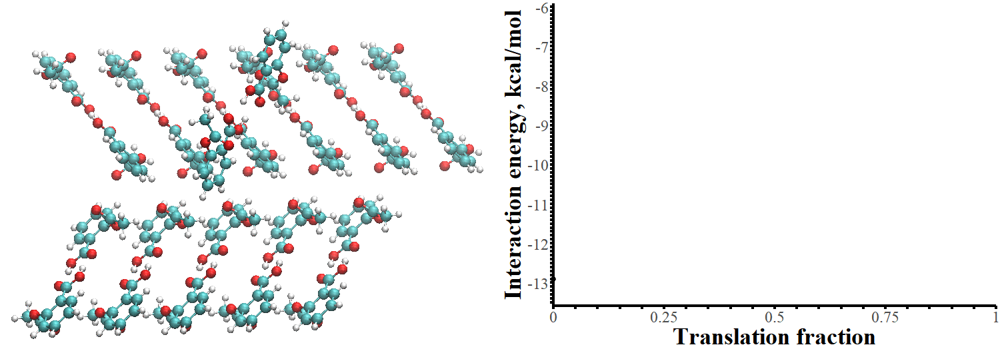 Interaction energy, kcal/mol
-6
-7
-8
-9
-10
-11
-12
-13
0 0.25 0.5 0.75 1
Translation fraction